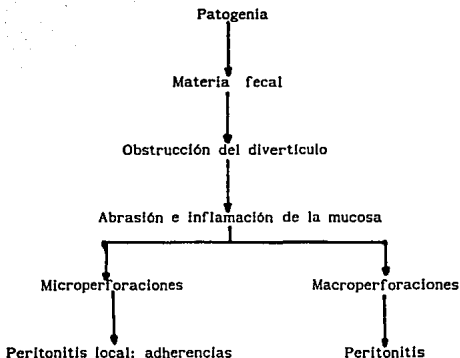 Patogenia
Materia fecal
Obstrucción del divertículo
Abrasión e inflamación de la mucosa
Microperforaciones
Macroperforaciones
Peritonitis local: adherencias
Peritonitis